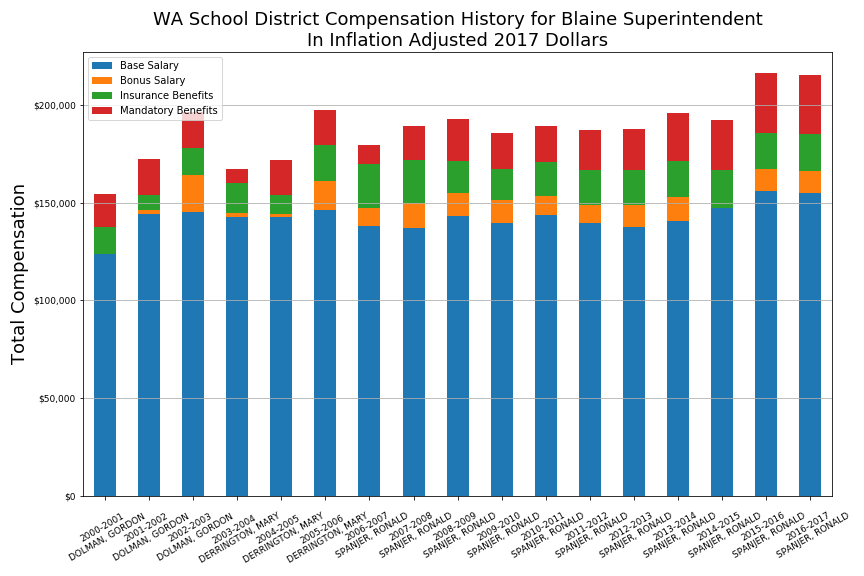 WA School District Compensation History for Blaine Superintendent
In Inflation Adjusted 2017 Dollars
Base Salary
Bonus Salary
Insurance Benefits
Mandatory Benefits
Total Compensation
$200,000
$150,000
$100,000
$50,000
$0
2000-2001
DOLMAN, GORDON
2001-2002
DOLMAN, GORDON
2002-2003
DOLMAN, GORDON
2003-2004
DERRINGTON, MARY
2004-2005
DERRINGTON, MARY
2005-2006
DERRINGTON, MARY
2006-2007
SPANJER, RONALD
2007-2008
SPANJER, RONALD
2008-2009
SPANJER, RONALD
2009-2010
SPANJER, RONALD
2010-2011
SPANJER, RONALD
2011-2012
SPANJER, RONALD
2012-2013
SPANJER, RONALD
2013-2014
SPANJER, RONALD
2014-2015
SPANJER, RONALD
2015-2016
SPANJER, RONALD
2016-2017
SPANJER, RONALD